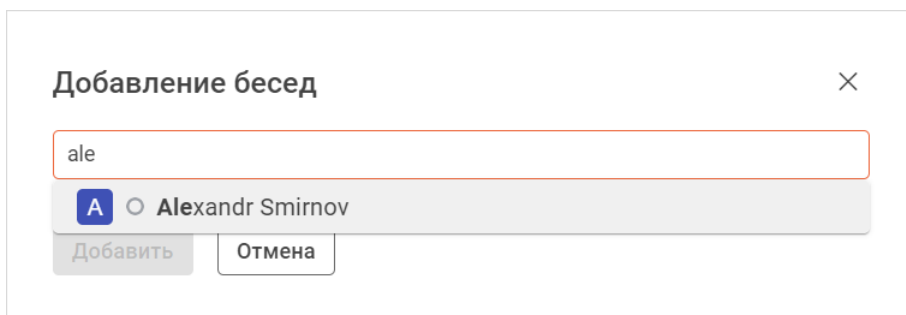 Добавление бесед
ale
A Alexandr Smirnov
Добавить Отмена